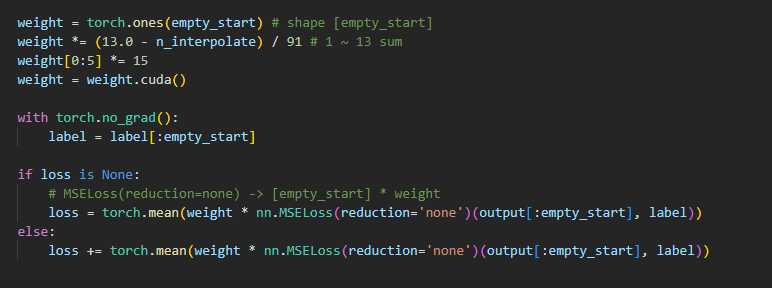 weight = torch.ones(empty_start) # shape [empty_start]
weight *= (13.0 - n_interpolate) / 91 # 1 ~ 13 sum
weight[0:5] *= 15
weight = weight.cuda()
with torch.no_grad():
    label = label[:empty_start]
if loss is None:
    # MSELoss(reduction=none) -> [empty_start] * weight
    loss = torch.mean(weight * nn.MSELoss(reduction='none')(output[:empty_start], label))
else:
    loss += torch.mean(weight * nn.MSELoss(reduction='none')(output[:empty_start], label))